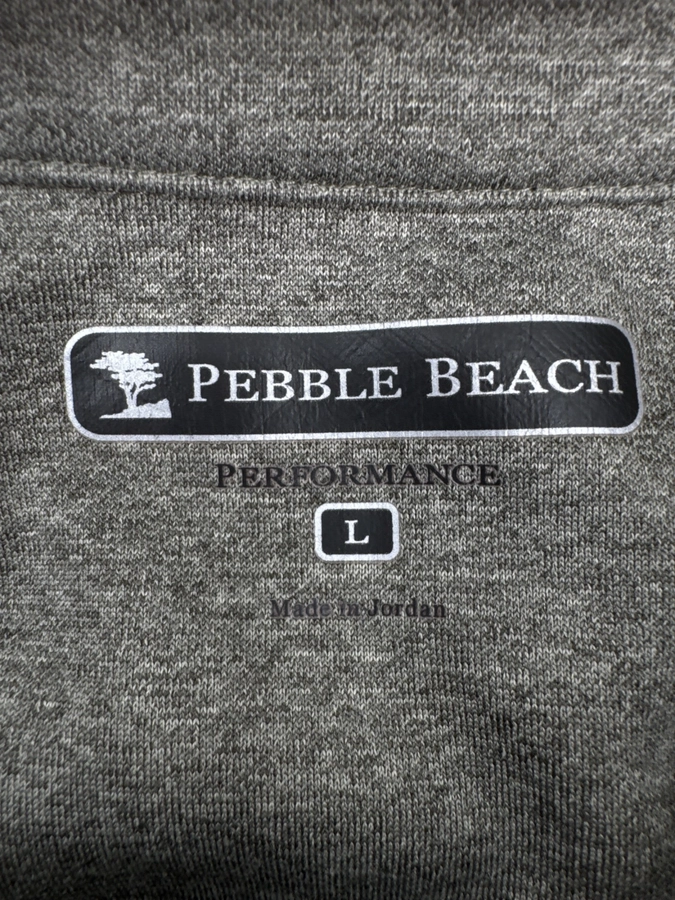 PEBBLE BEACH
PERFORMANCE
L
Made in Jordan